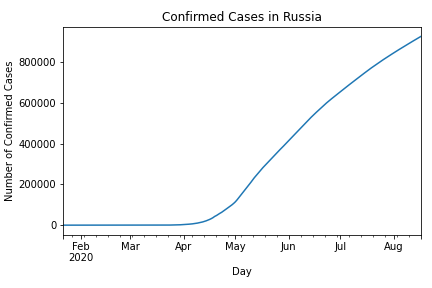 Confirmed Cases in Russia
Number of Confirmed Cases
800000
600000
400000
200000
0
Feb Mar Apr May Jun Jul Aug
2020
Day